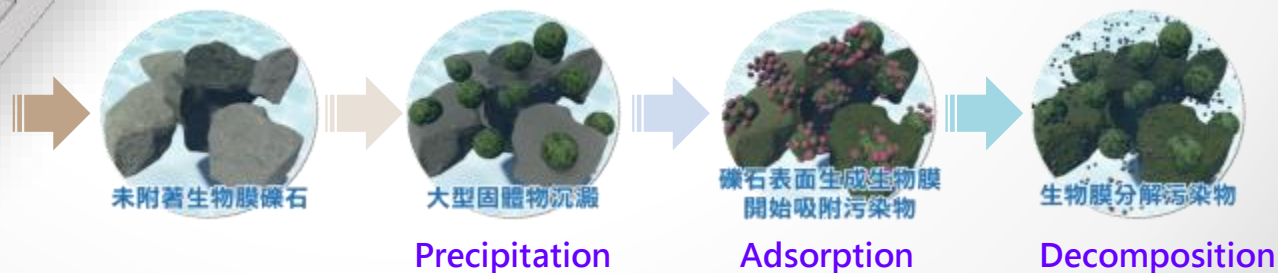 未附著生物膜礫石
大型固體物沉澱
礫石表面生成生物膜
開始吸附污染物
生物膜分解污染物
Precipitation
Adsorption
Decomposition